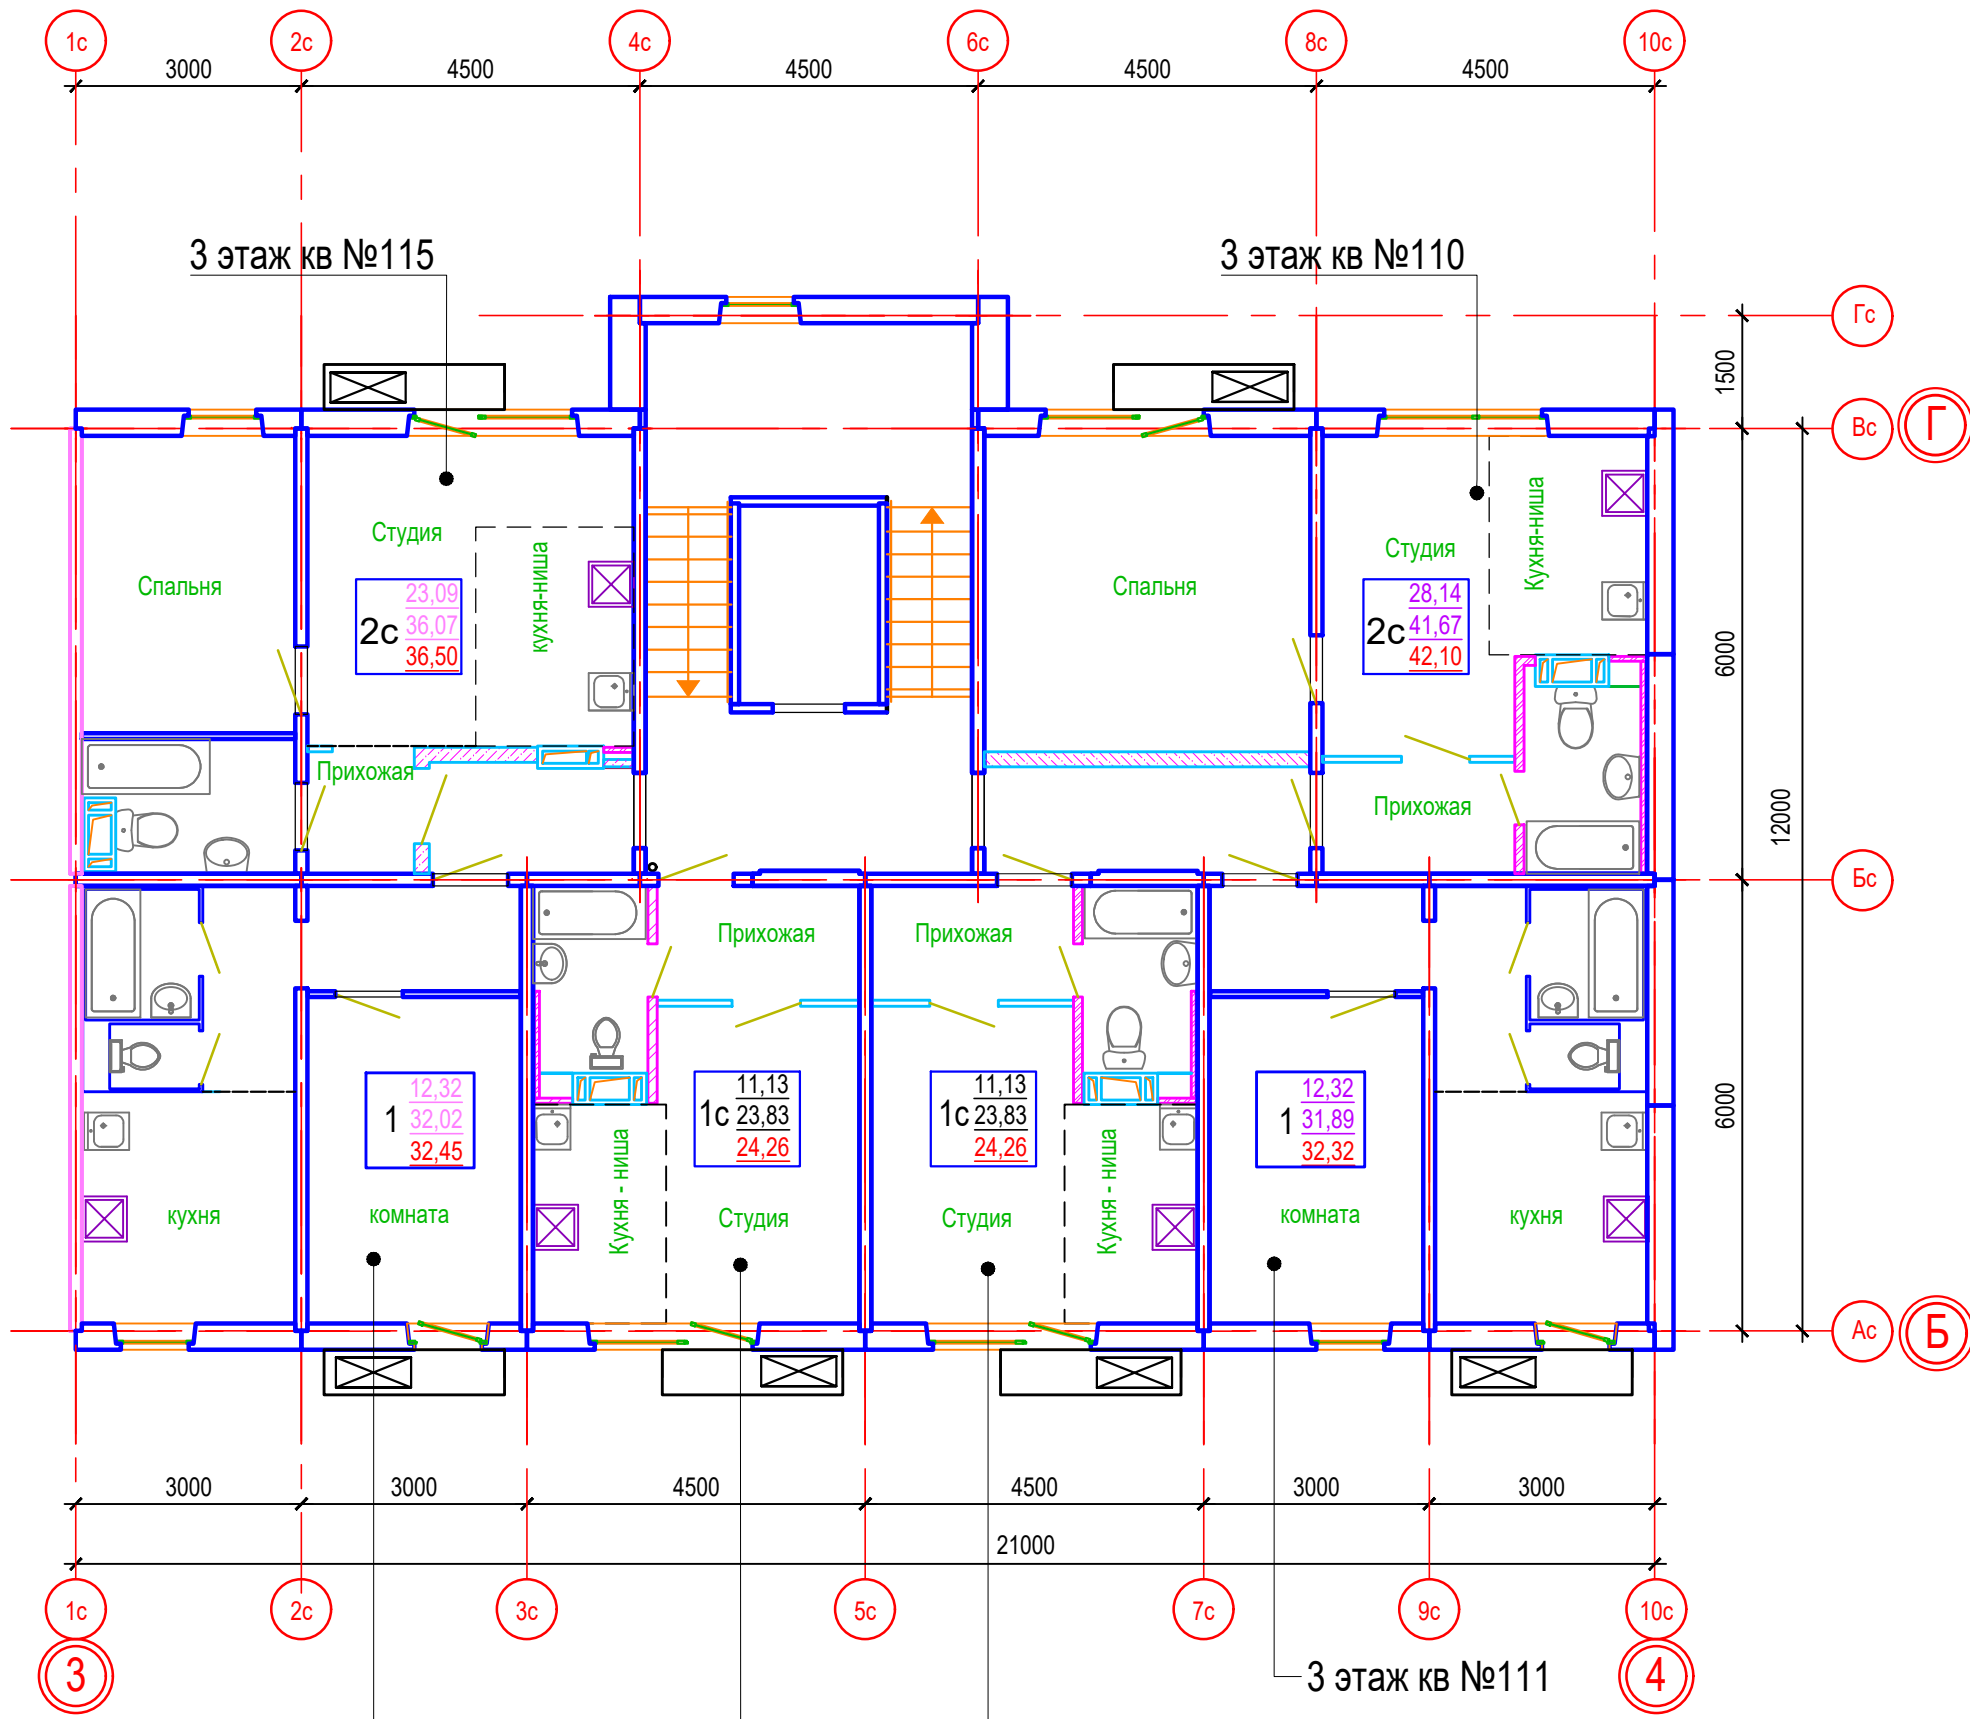 1с 2с 4с 6с 8с 10с
3000 4500 4500 4500 4500
3 этаж кв №115
3 этаж кв №110
Гс
1500
Вс
Г
Студия
кухня-ниша
Спальня
23,09
2с 36,07
36,50
Прихожая
Спальня
Студия
Кухня-ниша
28,14
2с 41,67
42,10
Прихожая
6000
12000
Бс
Прихожая
Прихожая
12,32
1 32,02
32,45
11,13
1с 23,83
24,26
11,13
1с 23,83
24,26
12,32
1 31,89
32,32
6000
кухня
комната
Кухня - ниша
Студия
Студия
Кухня - ниша
комната
кухня
Ас
Б
3000 3000 4500 4500 3000 3000
21000
1с 2с 3с 5с 7с 9с 10с
3
3 этаж кв №111
4